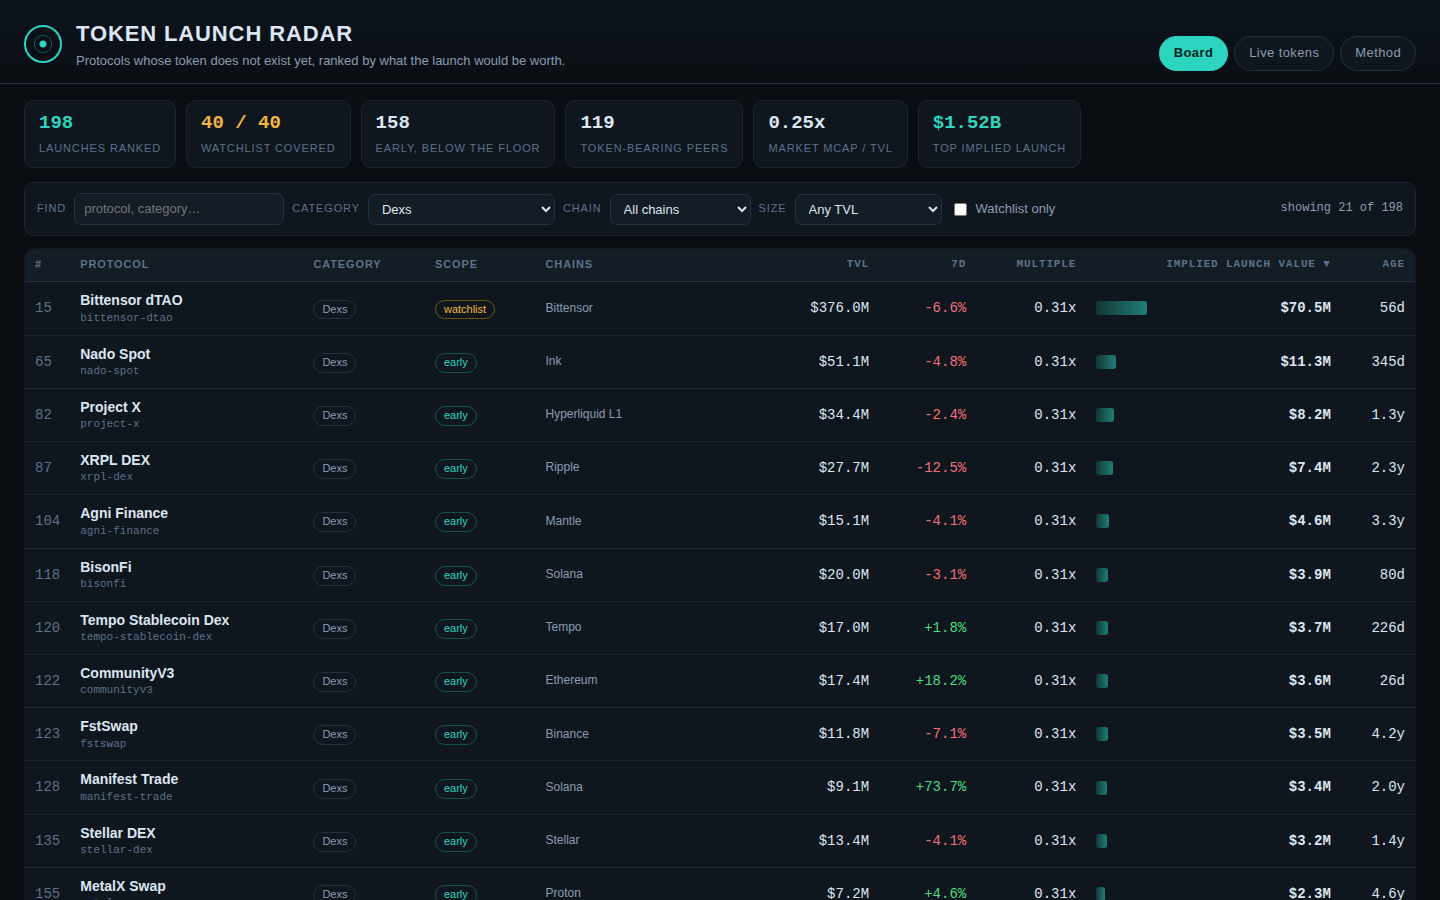 TOKEN LAUNCH RADAR
Protocols whose token does not exist yet, ranked by what the launch would be worth.
Board Live tokens Method
198 40 / 40 158 119 0.25x $1.52B
LAUNCHES RANKED WATCHLIST COVERED EARLY, BELOW THE FLOOR TOKEN-BEARING PEERS MARKET MCAP / TVL TOP IMPLIED LAUNCH
FIND protocol, category… CATEGORY Dexs CHAIN All chains SIZE Any TVL Watchlist only showing 21 of 198
# PROTOCOL CATEGORY SCOPE CHAINS TVL 7D MULTIPLE IMPLIED LAUNCH VALUE ▼ AGE
15 Bittensor dTAO Dexs watchlist Bittensor $376.0M -6.6% 0.31x $70.5M 56d
bittensor-dtao
65 Nado Spot Dexs early Ink $51.1M -4.8% 0.31x $11.3M 345d
nado-spot
82 Project X Dexs early Hyperliquid L1 $34.4M -2.4% 0.31x $8.2M 1.3y
project-x
87 XRPL DEX Dexs early Ripple $27.7M -12.5% 0.31x $7.4M 2.3y
xrpl-dex
104 Agni Finance Dexs early Mantle $15.1M -4.1% 0.31x $4.6M 3.3y
agni-finance
118 BisonFi Dexs early Solana $20.0M -3.1% 0.31x $3.9M 80d
bisonfi
120 Tempo Stablecoin Dex Dexs early Tempo $17.0M +1.8% 0.31x $3.7M 226d
tempo-stablecoin-dex
122 CommunityV3 Dexs early Ethereum $17.4M +18.2% 0.31x $3.6M 26d
communityv3
123 FstSwap Dexs early Binance $11.8M -7.1% 0.31x $3.5M 4.2y
fstswap
128 Manifest Trade Dexs early Solana $9.1M +73.7% 0.31x $3.4M 2.0y
manifest-trade
135 Stellar DEX Dexs early Stellar $13.4M -4.1% 0.31x $3.2M 1.4y
stellar-dex
155 MetalX Swap Dexs early Proton $7.2M +4.6% 0.31x $2.3M 4.6y